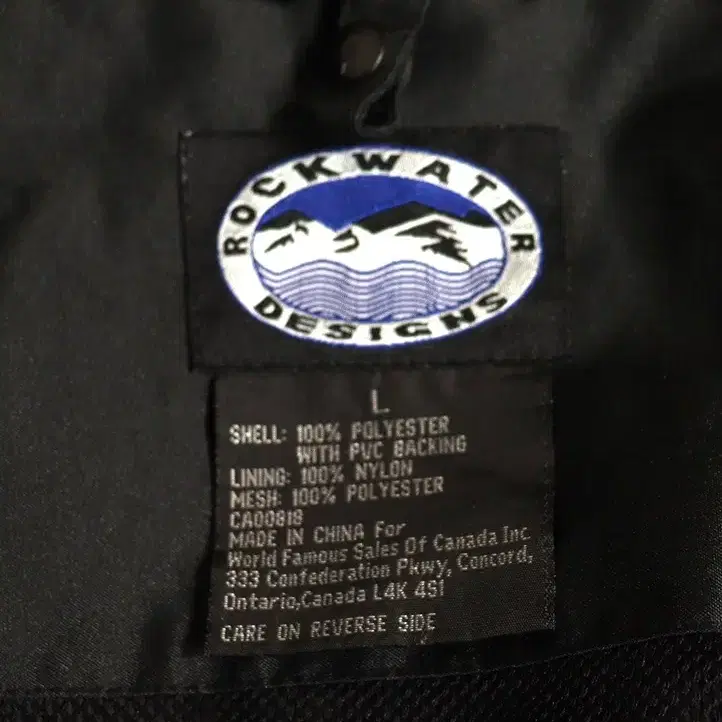 ROCKWATER
DESIGNS
L
SHELL: 100% POLYESTER
WITH PVC BACKING
LINING: 100% NYLON
MESH: 100% POLYESTER
CA00818
MADE IN CHINA For
World Famous Sales Of Canada Inc
333 Confederation Pkwy, Concord,
Ontario,Canada L4K 4S1
CARE ON REVERSE SIDE